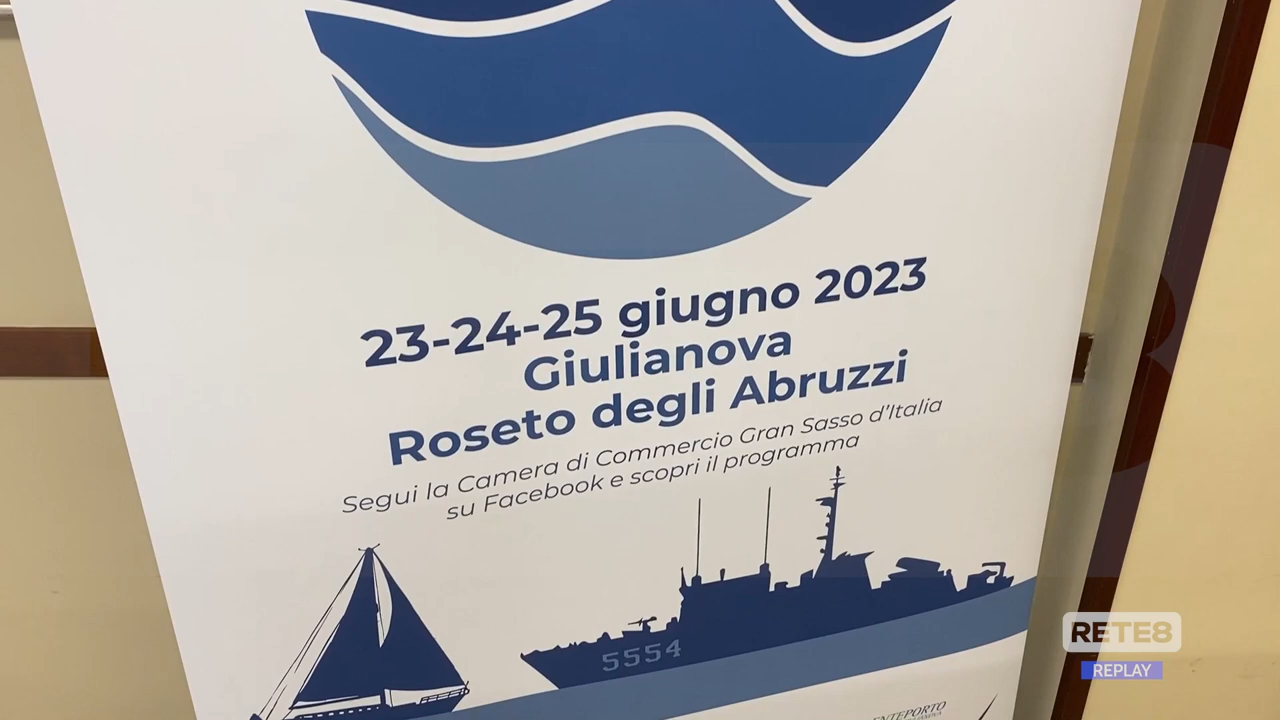 23-24-25 giugno 2023
Giulianova
Roseto degli Abruzzi
Segui la Camera di Commercio Gran Sasso d'Italia
su Facebook e scopri il programma
5554
ENTEPORTO
RETE8
REPLAY